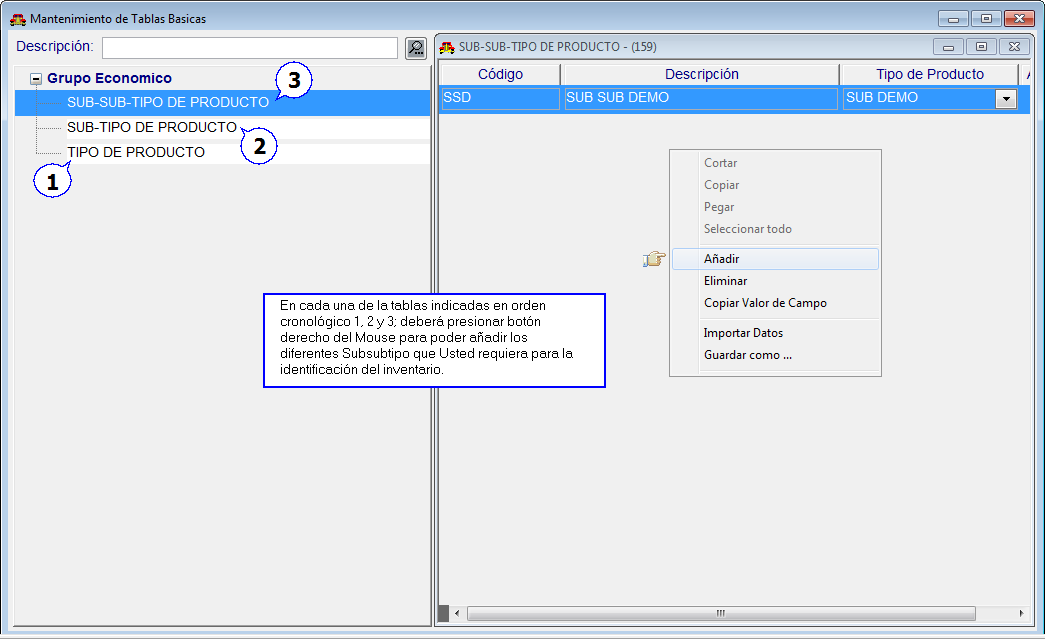 Mantenimiento de Tablas Basicas
Descripción:
Grupo Economico
3
SUB-SUB-TIPO DE PRODUCTO
SUB-TIPO DE PRODUCTO
2
TIPO DE PRODUCTO
1
SUB-SUB-TIPO DE PRODUCTO - (159)
Código Descripción Tipo de Producto
SSD SUB SUB DEMO SUB DEMO
Cortar
Copiar
Pegar
Seleccionar todo
Añadir
Eliminar
Copiar Valor de Campo
Importar Datos
Guardar como ...
En cada una de la tablas indicadas en orden
cronológico 1, 2 y 3; deberá presionar botón
derecho del Mouse para poder añadir los
diferentes Subsubtipo que Usted requiera para la
identificación del inventario.